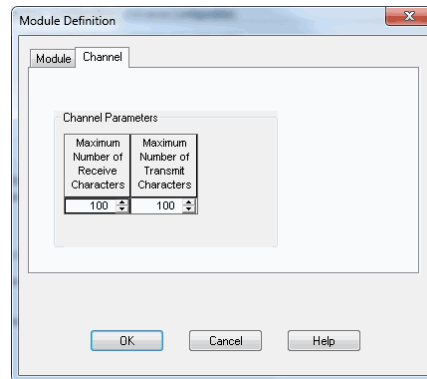 Module Definition
Module
Channel
Channel Parameters
Maximum Number of Receive Characters
Maximum Number of Transmit Characters
100
100
OK
Cancel
Help